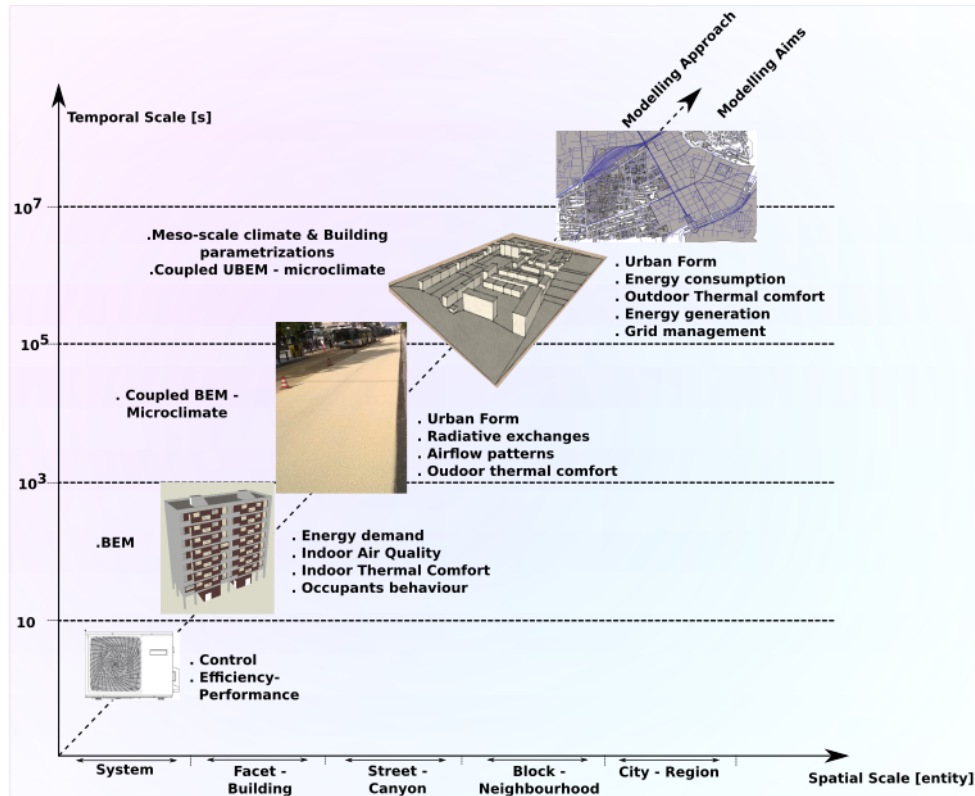 Modelling Approach
Modelling Aims
Temporal Scale [s]
10⁷
.Meso-scale climate & Building
parametrizations
.Coupled UBEM - microclimate
. Urban Form
. Energy consumption
. Outdoor Thermal comfort
. Energy generation
. Grid management
10⁵
. Coupled BEM -
Microclimate
. Urban Form
. Radiative exchanges
. Airflow patterns
. Oudoor thermal comfort
10³
.BEM
. Energy demand
. Indoor Air Quality
. Indoor Thermal Comfort
. Occupants behaviour
10
. Control
. Efficiency-
Performance
System
Facet -
Building
Street -
Canyon
Block -
Neighbourhood
City - Region
Spatial Scale [entity]